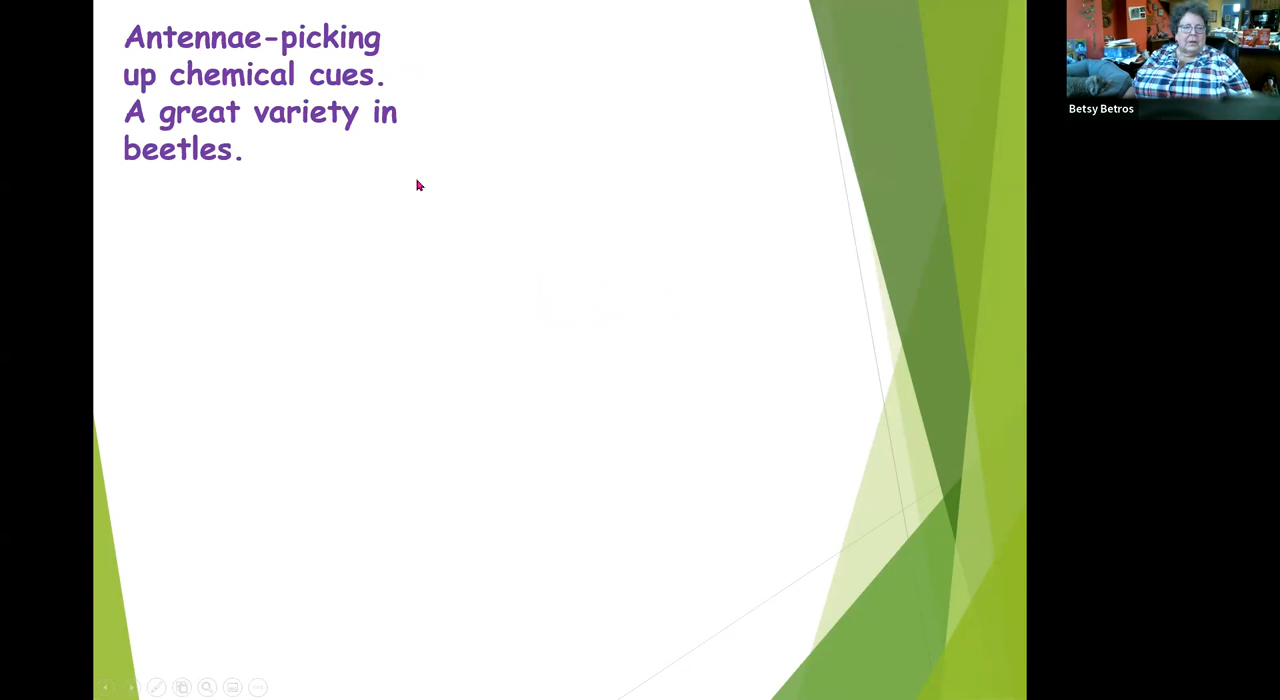 Antennae-picking
up chemical cues.
A great variety in
beetles.
Betsy Betros